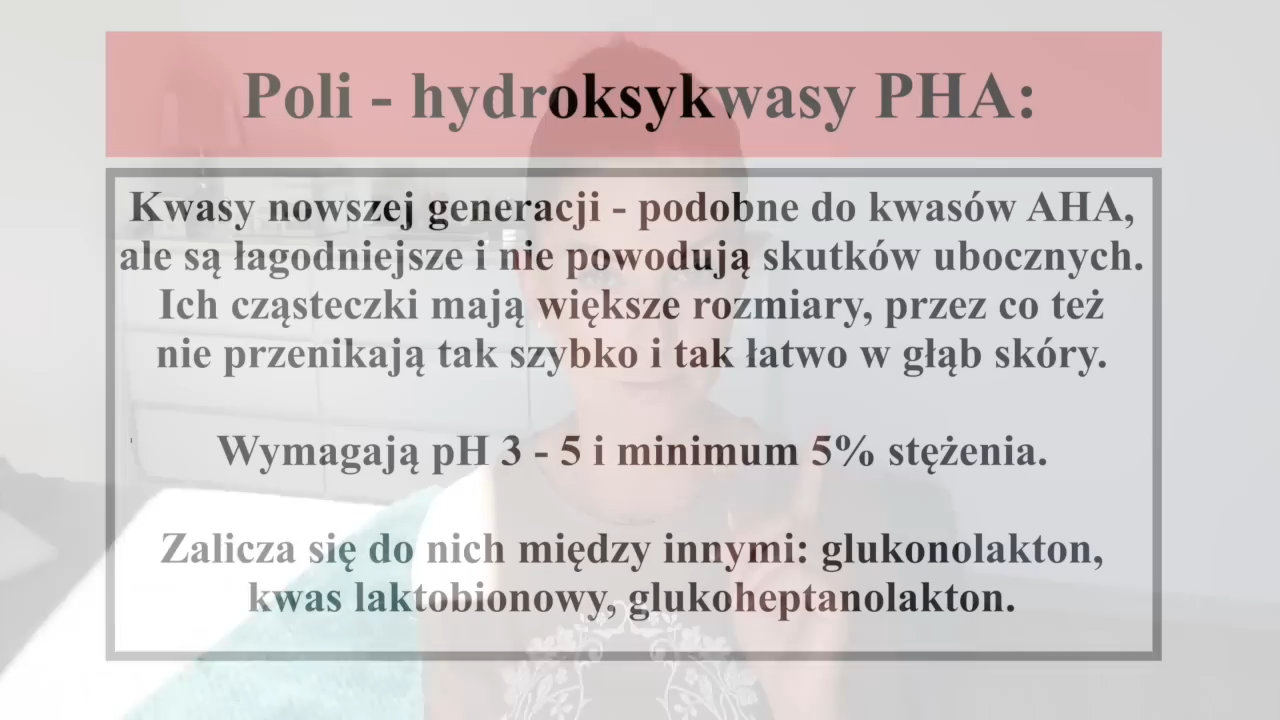 Poli - hydroksykwasy PHA:
Kwasy nowszej generacji - podobne do kwasów AHA,
ale są łagodniejsze i nie powodują skutków ubocznych.
Ich cząsteczki mają większe rozmiary, przez co też
nie przenikają tak szybko i tak łatwo w głąb skóry.
Wymagają pH 3 - 5 i minimum 5% stężenia.
Zalicza się do nich między innymi: glukonolakton,
kwas laktobionowy, glukoheptanolakton.